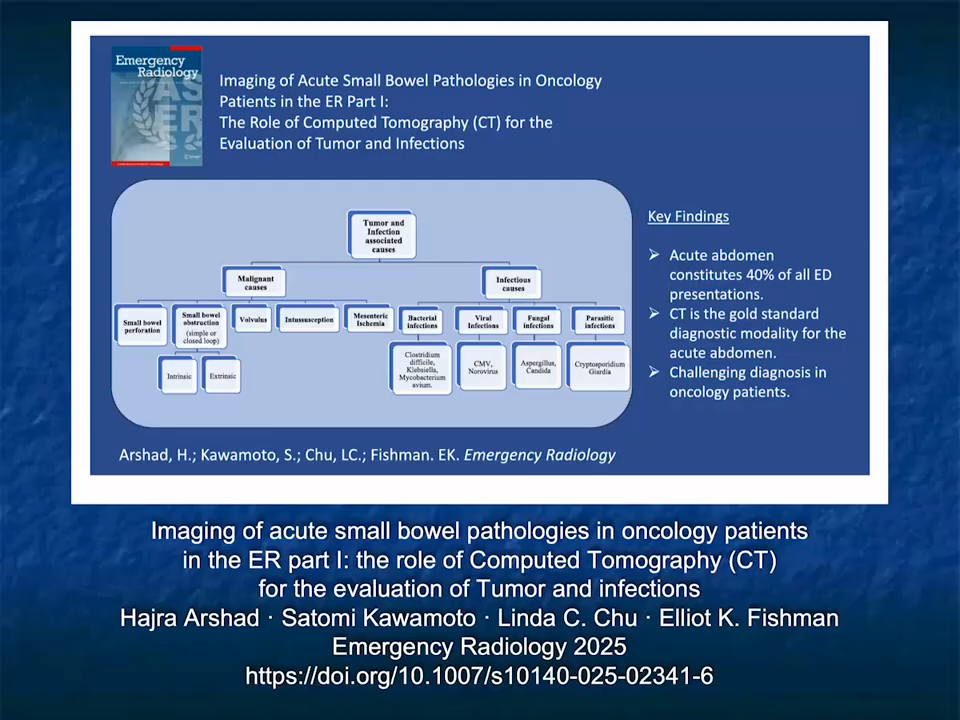 Emergency
Radiology
AS
ER
Imaging of Acute Small Bowel Pathologies in Oncology
Patients in the ER Part I:
The Role of Computed Tomography (CT) for the
Evaluation of Tumor and Infections
Tumor and
Infection
associated
causes
Malignant
causes
Infectious
causes
Small bowel
perforation
Small bowel
obstruction
(simple or
closed loop)
Volvulus
Intussusception
Mesenteric
Ischemia
Bacterial
infections
Viral
Infections
Fungal
infections
Parasitic
infections
Intrinsic
Extrinsic
Clostridium
difficile,
Klebsiella,
Mycobacterium
avium.
CMV,
Norovirus
Aspergillus,
Candida
Cryptosporidium
Giardia
Key Findings
➢ Acute abdomen
constitutes 40% of all ED
presentations.
➢ CT is the gold standard
diagnostic modality for the
acute abdomen.
➢ Challenging diagnosis in
oncology patients.
Arshad, H.; Kawamoto, S.; Chu, LC.; Fishman. EK. Emergency Radiology
Imaging of acute small bowel pathologies in oncology patients
in the ER part I: the role of Computed Tomography (CT)
for the evaluation of Tumor and infections
Hajra Arshad · Satomi Kawamoto · Linda C. Chu · Elliot K. Fishman
Emergency Radiology 2025
https://doi.org/10.1007/s10140-025-02341-6